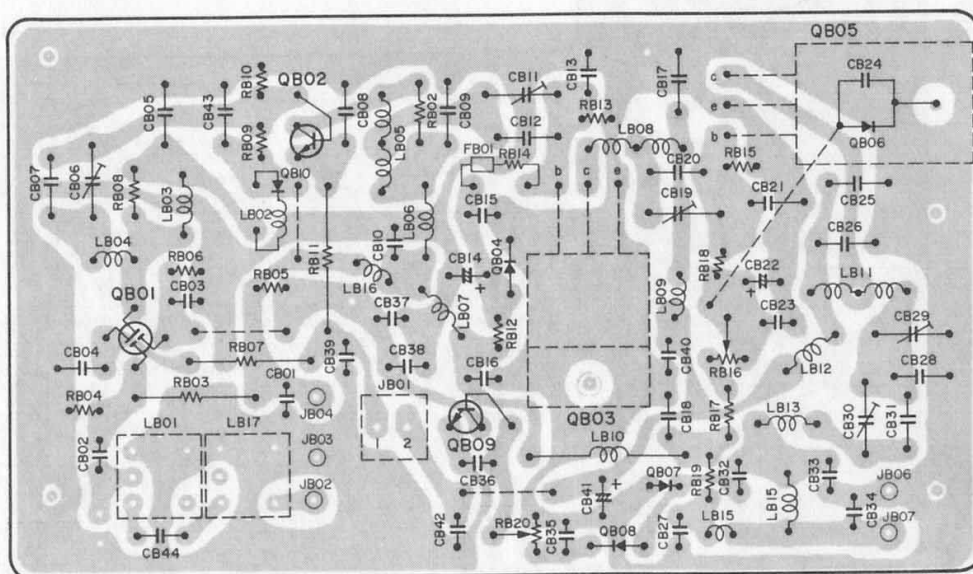 QB05
CB24
QB06
RB10
QB02
CB05
CB43
RB09
CB08
LB05
RB02
CB09
CB11
CB12
CB13
RB13
CB17
c
e
b
FB01
RB14
LB08
CB20
RB15
CB07
CB06
RB08
LB03
QB10
LB02
LB06
CB15
b
c
e
CB19
CB21
CB25
LB04
RB06
CB03
RB05
RB11
CB10
LB16
CB14
+
QB04
RB18
CB22
+
CB26
LB11
QB01
CB37
LB07
RB12
LB09
CB23
CB29
CB04
RB07
CB39
CB38
CB16
CB40
RB16
LB12
CB28
RB04
RB03
CB01
JB04
JB01
1 2
QB03
CB18
RB17
LB13
CB30
CB31
CB02
LB01
LB17
JB03
QB09
LB10
CB36
QB07
RB19
CB32
CB33
JB06
JB02
CB41
+
LB15
CB34
JB07
CB44
CB42
RB20
CB35
QB08
CB27
LB15